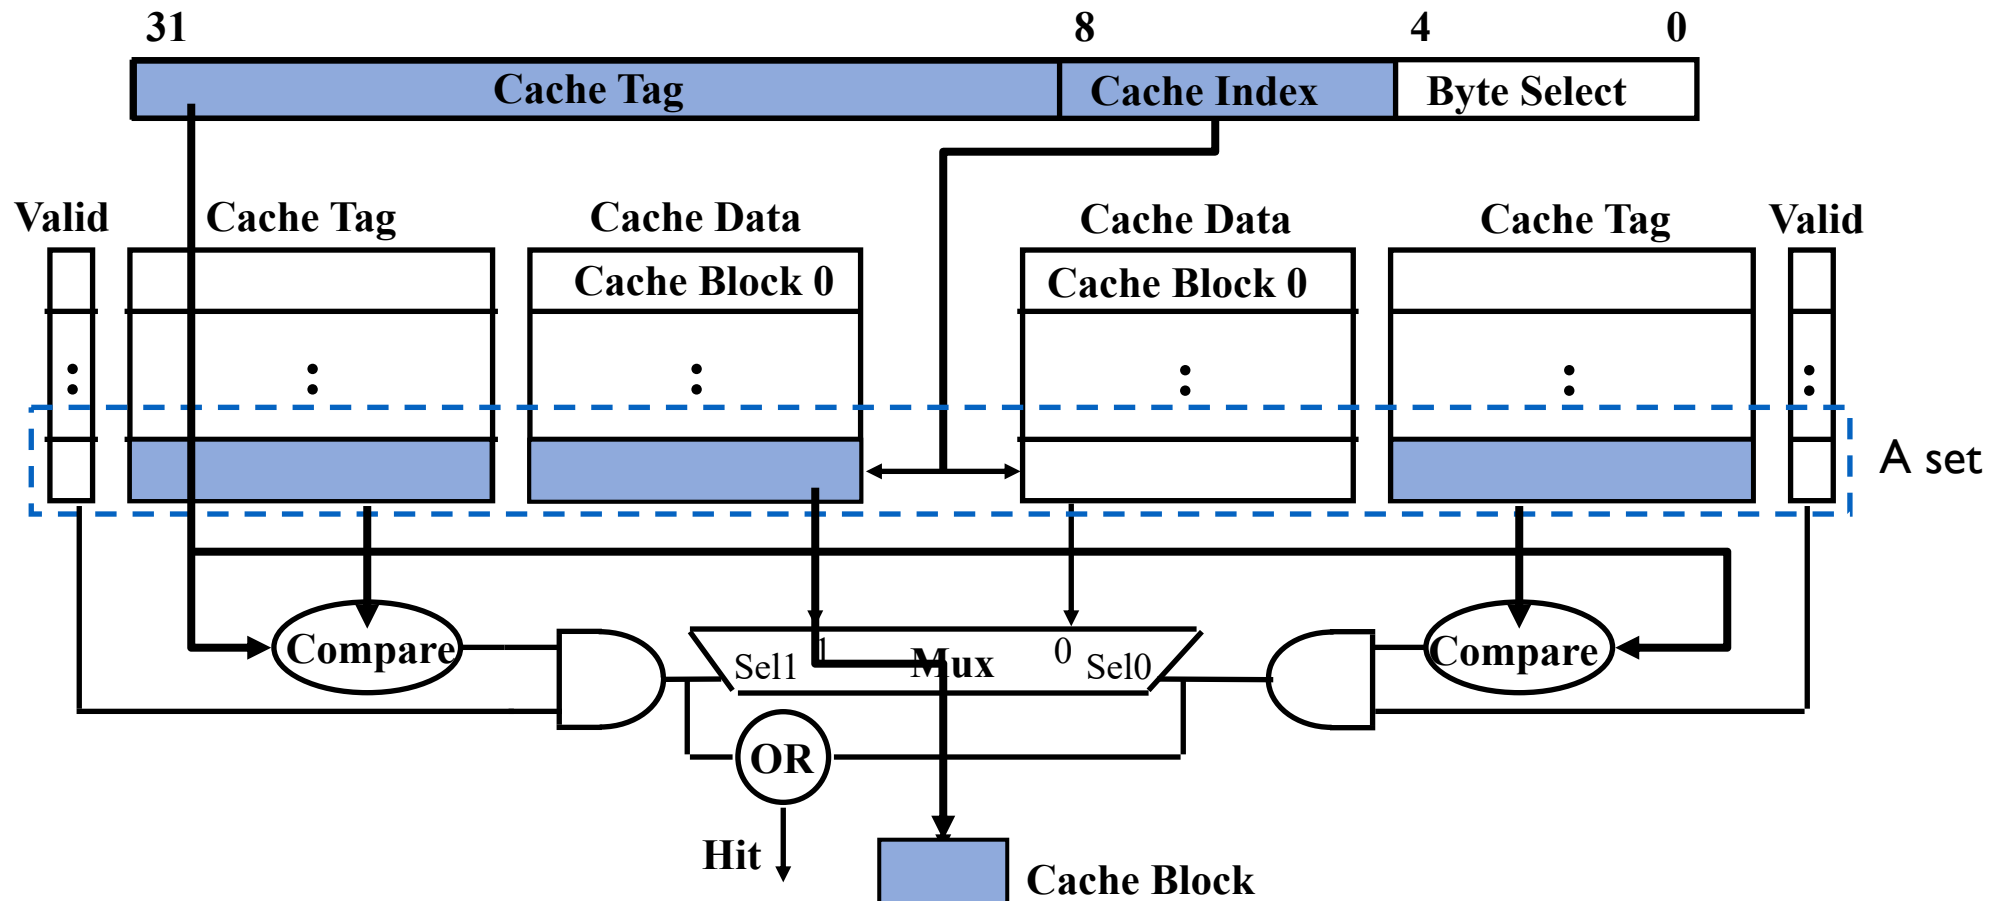 31 8 4 0
Cache Tag Cache Index Byte Select
Valid Cache Tag Cache Data Cache Data Cache Tag Valid
Cache Block 0 Cache Block 0
A set
Compare Sel1 1 Mux 0 Sel0 Compare
OR
Hit
Cache Block